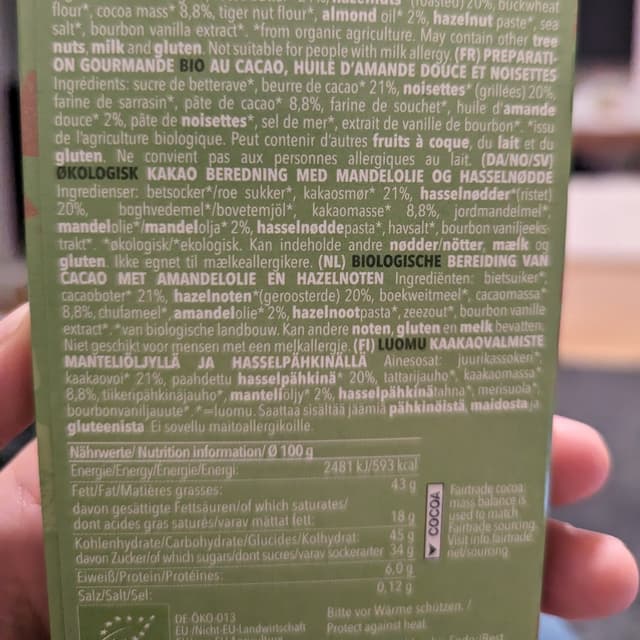 (roasted) 20%, buckwheat
flour*, cocoa mass* 8,8%, tiger nut flour*, almond oil* 2%, hazelnut paste*, sea
salt*, bourbon vanilla extract*. *from organic agriculture. May contain other tree
nuts, milk and gluten. Not suitable for people with milk allergy. (FR) PREPARATI-
ON GOURMANDE BIO AU CACAO, HUILE D'AMANDE DOUCE ET NOISETTES
Ingrédients: sucre de betterave*, beurre de cacao* 21%, noisettes* (grillées) 20%,
farine de sarrasin*, pâte de cacao* 8,8%, farine de souchet*, huile d'amande
douce* 2%, pâte de noisettes*, sel de mer*, extrait de vanille de bourbon*. *issu
de l'agriculture biologique. Peut contenir d'autres fruits à coque, du lait et du
gluten. Ne convient pas aux personnes allergiques au lait. (DA/NO/SV)
ØKOLOGISK KAKAO BEREDNING MED MANDELOLIE OG HASSELNØDDE
Ingredienser: betsocker*/roe sukker*, kakaosmør* 21%, hasselnødder*(ristet)
20%, boghvedemel*/bovetemjöl*, kakaomasse* 8,8%, jordmandelmel*,
mandelolie*/mandelolja* 2%, hasselnøddepasta*, havsalt*, bourbon vaniljeeks-
trakt*. *økologisk/*ekologisk. Kan indeholde andre nødder/nötter, mælk og
gluten. Ikke egnet til mælkeallergikere. (NL) BIOLOGISCHE BEREIDING VAN
CACAO MET AMANDELOLIE EN HAZELNOTEN Ingrediënten: bietsuiker*,
cacaoboter* 21%, hazelnoten*(geroosterde) 20%, boekweitmeel*, cacaomassa*
8,8%, chufameel*, amandelolie* 2%, hazelnootpasta*, zeezout*, bourbon vanille
extract*. *van biologische landbouw. Kan andere noten, gluten en melk bevatten.
Niet geschikt voor mensen met een melkallergie. (FI) LUOMU KAAKAOVALMISTE
MANTELIÖLJYLLÄ JA HASSELPÄHKINÄLLÄ Ainesosat: juurikassokeri*,
kaakaovoi* 21%, paahdettu hasselpähkinä* 20%, tattarijauho*, kaakaomassa*
8,8%, tiikeripähkinäjauho*, manteliöljy* 2%, hasselpähkinätahna*, merisuola*,
bourbonvaniljauute*. *=luomu. Saattaa sisältää jäämiä pähkinöistä, maidosta ja
gluteenista Ei sovellu maitoallergikoille.
Nährwerte/ Nutrition information/ Ø 100 g
Energie/Energy/Energie/Energi: 2481 kJ/593 kcal
Fett/Fat/Matières grasses: 43 g
davon gesättigte Fettsäuren/of which saturates/
dont acides gras saturés/varav mättat fett: 18 g
Kohlenhydrate/Carbohydrate/Glucides/Kolhydrat: 45 g
davon Zucker/of which sugars/dont sucres/varav sockerarter 34 g
Eiweiß/Protein/Protéines: 6,0 g
Salz/Salt/Sel: 0,12 g
COCOA
Fairtrade cocoa:
mass balance is
used to match
Fairtrade sourcing.
Visit info.fairtrade.
net/sourcing
DE-ÖKO-013
EU-/Nicht-EU-Landwirtschaft
Bitte vor Wärme schützen. /
Protect against heat.